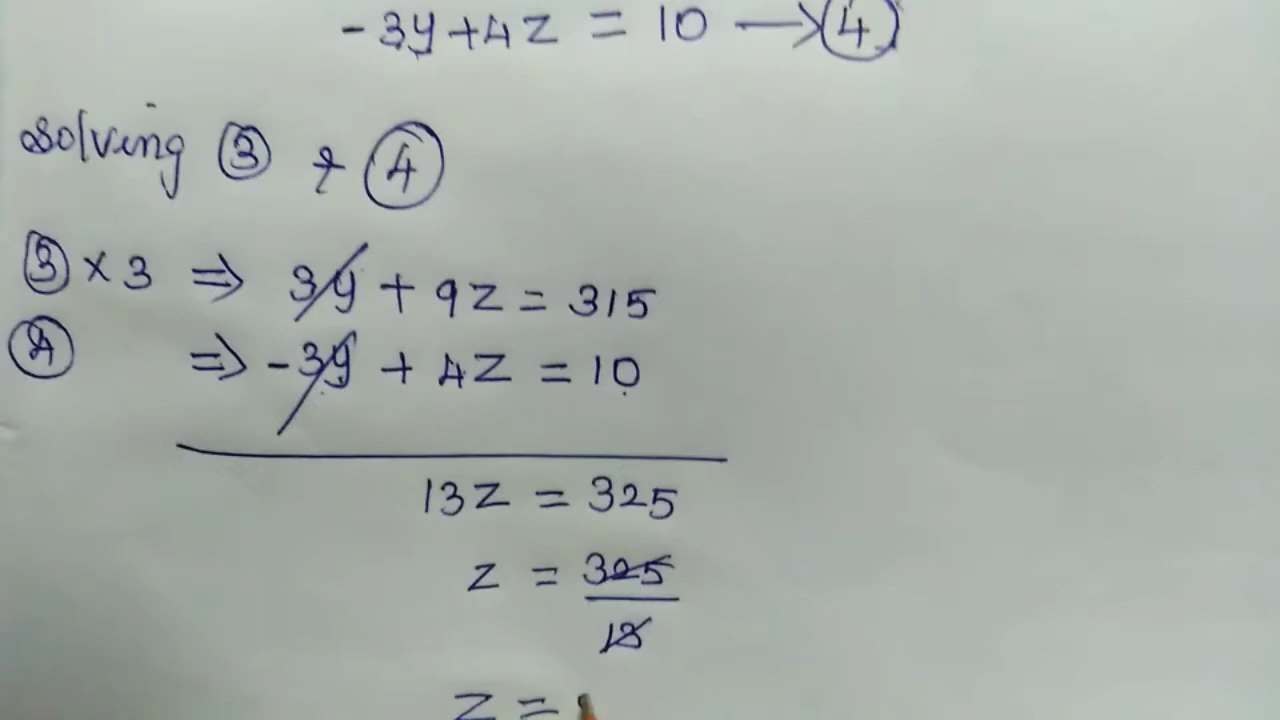 -3y+4z = 10 → ④
Solving ③ & ④
③ × 3 ⇒ 3y + 9z = 315
④ ⇒ -3y + 4z = 10
13z = 325
z = 325/13
z =